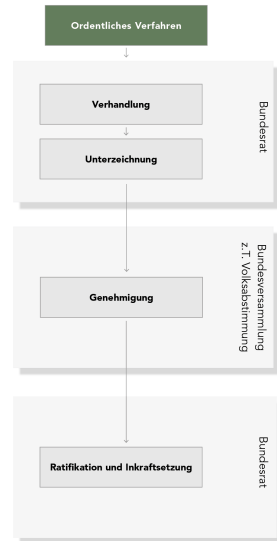 Ordentliches Verfahren
Verhandlung
Unterzeichnung
Bundesrat
Genehmigung
Bundesversammlung
z.T. Volksabstimmung
Ratifikation und Inkraftsetzung
Bundesrat